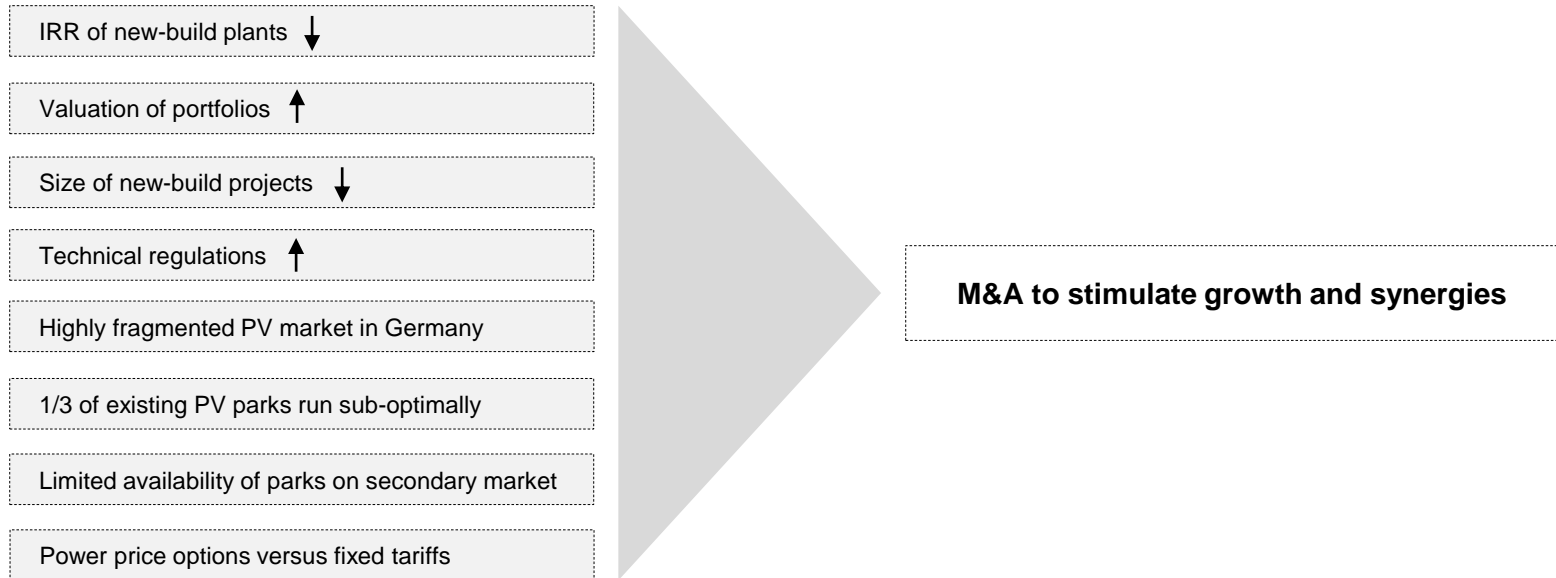 IRR of new-build plants
Valuation of portfolios
Size of new-build projects
Technical regulations
Highly fragmented PV market in Germany
1/3 of existing PV parks run sub-optimally
Limited availability of parks on secondary market
Power price options versus fixed tariffs
M&A to stimulate growth and synergies